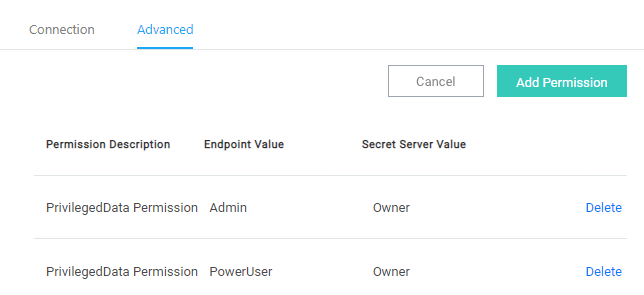 Connection Advanced
Cancel Add Permission
Permission Description Endpoint Value Secret Server Value
PrivilegedData Permission Admin Owner Delete
PrivilegedData Permission PowerUser Owner Delete